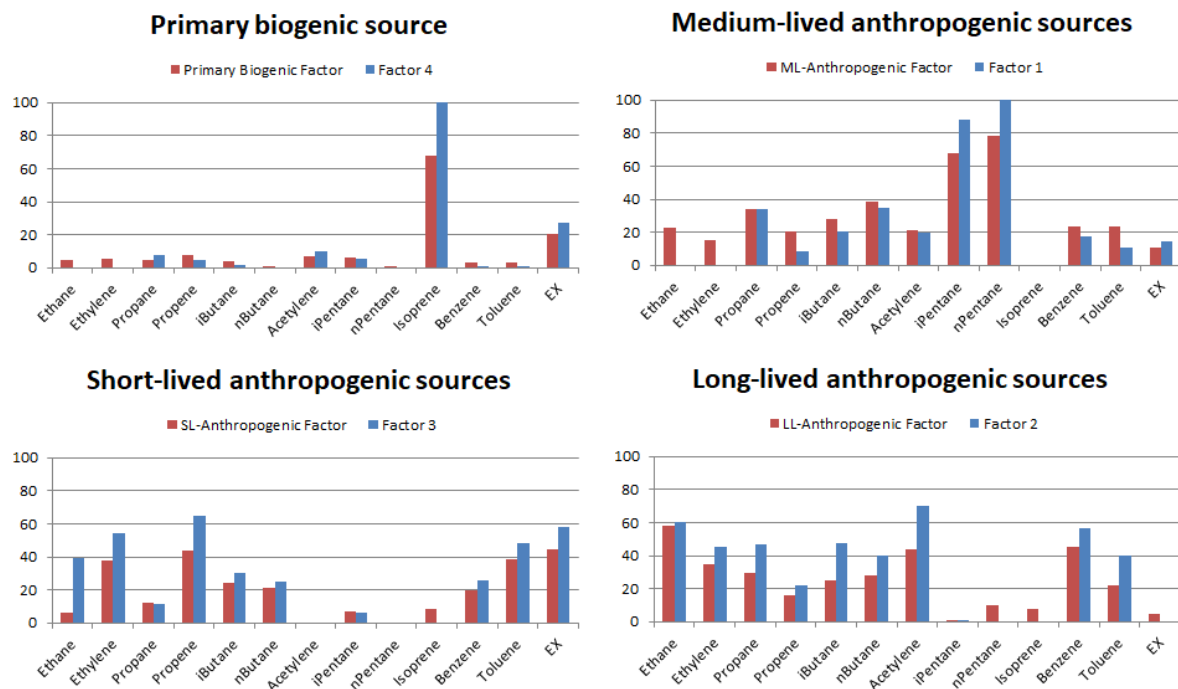 Primary biogenic source
Primary Biogenic Factor Factor 4
100
80
60
40
20
0
Ethane Ethylene Propane Propene iButane nButane Acetylene iPentane nPentane Isoprene Benzene Toluene EX
Medium-lived anthropogenic sources
ML-Anthropogenic Factor Factor 1
100
80
60
40
20
0
Ethane Ethylene Propane Propene iButane nButane Acetylene iPentane nPentane Isoprene Benzene Toluene EX
Short-lived anthropogenic sources
SL-Anthropogenic Factor Factor 3
100
80
60
40
20
0
Ethane Ethylene Propane Propene iButane nButane Acetylene iPentane nPentane Isoprene Benzene Toluene EX
Long-lived anthropogenic sources
LL-Anthropogenic Factor Factor 2
100
80
60
40
20
0
Ethane Ethylene Propane Propene iButane nButane Acetylene iPentane nPentane Isoprene Benzene Toluene EX